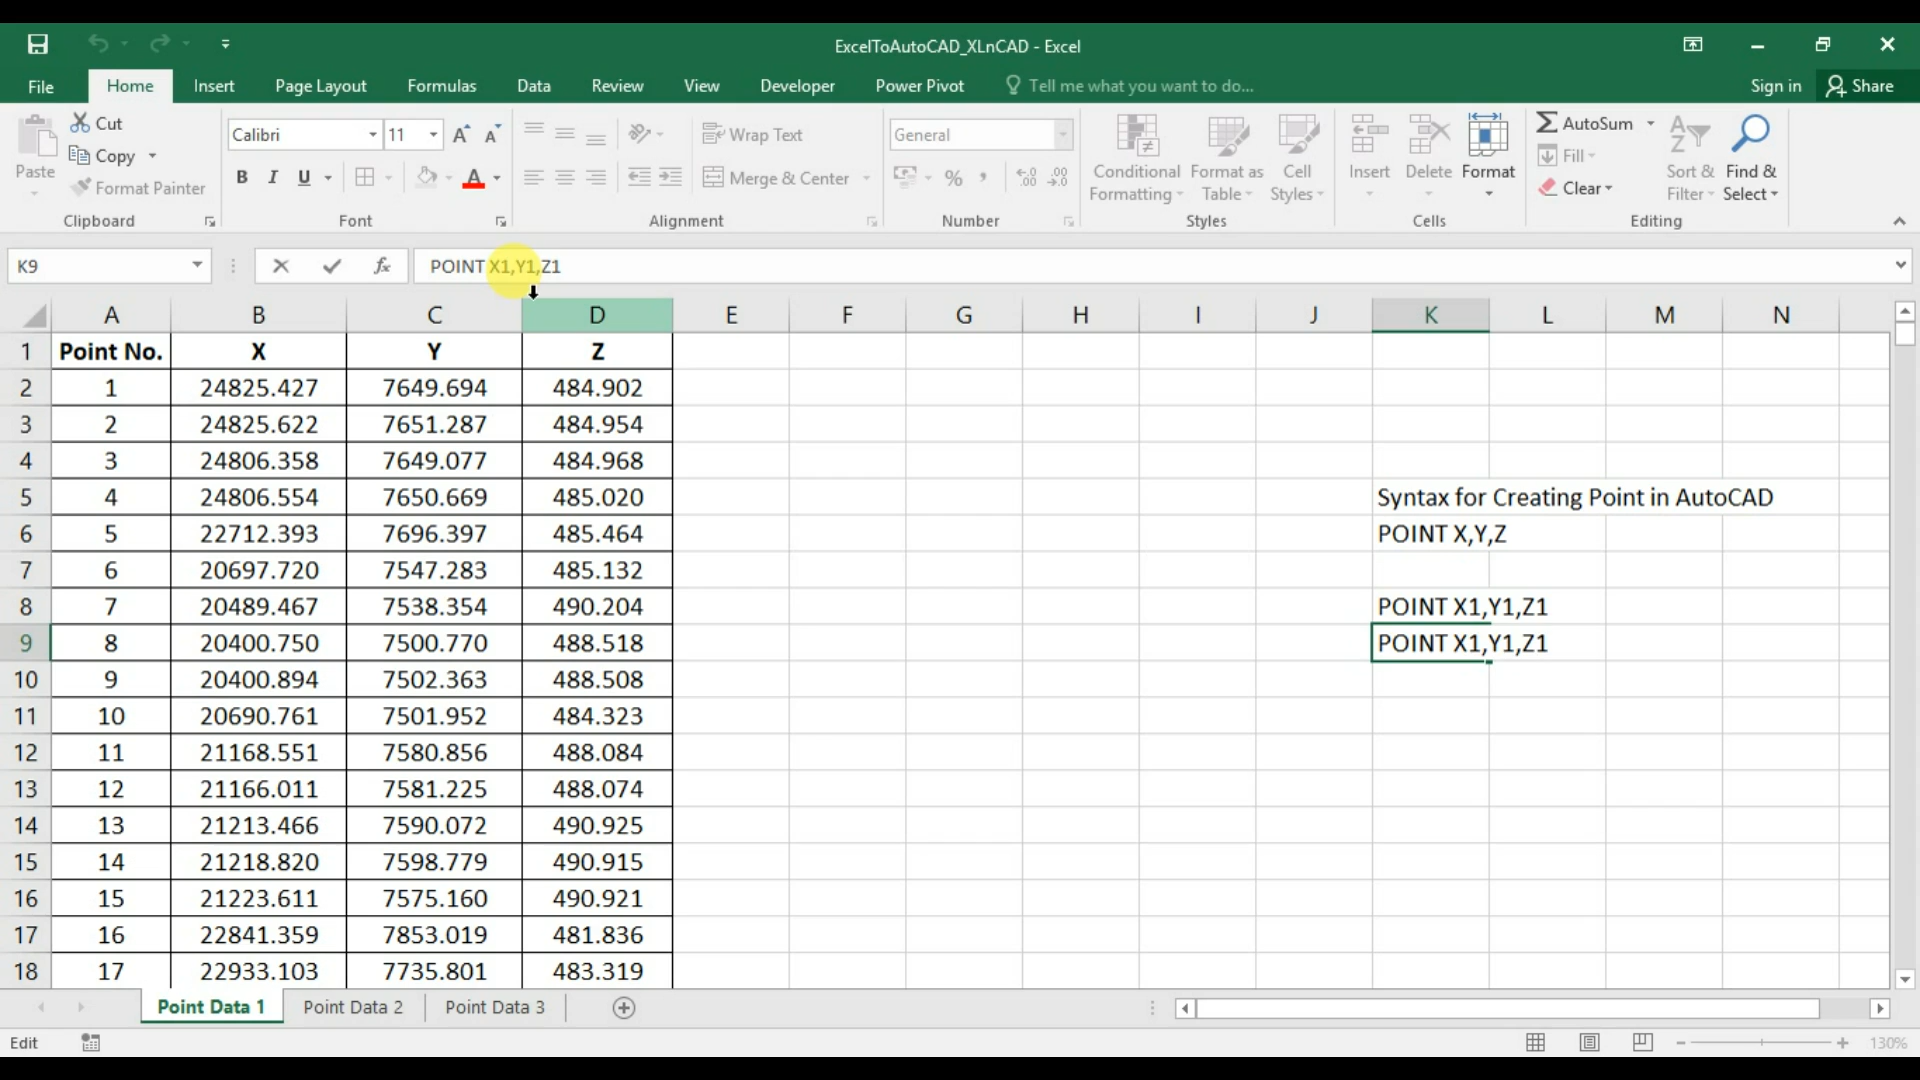 ExcelToAutoCAD_XLnCAD - Excel
File Home Insert Page Layout Formulas Data Review View Developer Power Pivot Tell me what you want to do... Sign in Share
Paste Cut Copy Format Painter Clipboard
Calibri 11 A A B I U A Font
Wrap Text Merge & Center Alignment
General % , .0 .00 .00 .0 Number
Conditional Formatting Format as Table Cell Styles Styles
Insert Delete Format Cells
AutoSum Fill Clear Sort & Filter Find & Select Editing
K9 fx POINT X1,Y1,Z1
A B C D E F G H I J K L M N
1 Point No. X Y Z
2 1 24825.427 7649.694 484.902
3 2 24825.622 7651.287 484.954
4 3 24806.358 7649.077 484.968
5 4 24806.554 7650.669 485.020 Syntax for Creating Point in AutoCAD
6 5 22712.393 7696.397 485.464 POINT X,Y,Z
7 6 20697.720 7547.283 485.132
8 7 20489.467 7538.354 490.204 POINT X1,Y1,Z1
9 8 20400.750 7500.770 488.518 POINT X1,Y1,Z1
10 9 20400.894 7502.363 488.508
11 10 20690.761 7501.952 484.323
12 11 21168.551 7580.856 488.084
13 12 21166.011 7581.225 488.074
14 13 21213.466 7590.072 490.925
15 14 21218.820 7598.779 490.915
16 15 21223.611 7575.160 490.921
17 16 22841.359 7853.019 481.836
18 17 22933.103 7735.801 483.319
Point Data 1 Point Data 2 Point Data 3
Edit 130%